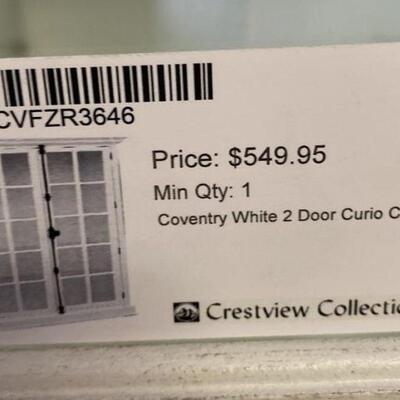 CVFZR3646
Price: $549.95
Min Qty: 1
Coventry White 2 Door Curio C
Crestview Collectio